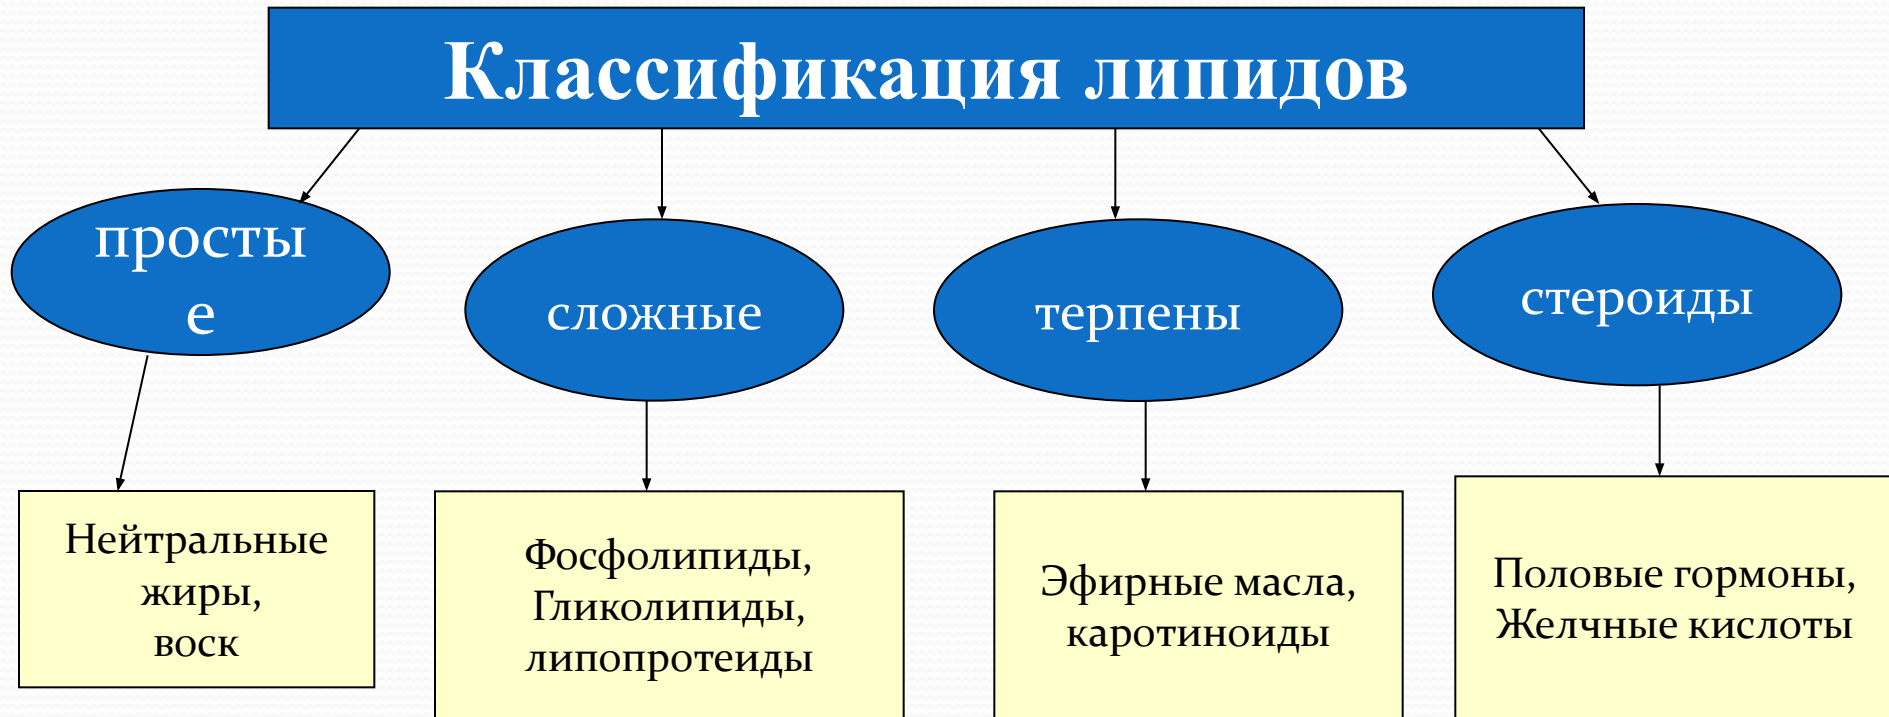 Классификация липидов
просты
е
сложные
терпены
стероиды
Нейтральные
жиры,
воск
Фосфолипиды,
Гликолипиды,
липопротеиды
Эфирные масла,
каротиноиды
Половые гормоны,
Желчные кислоты